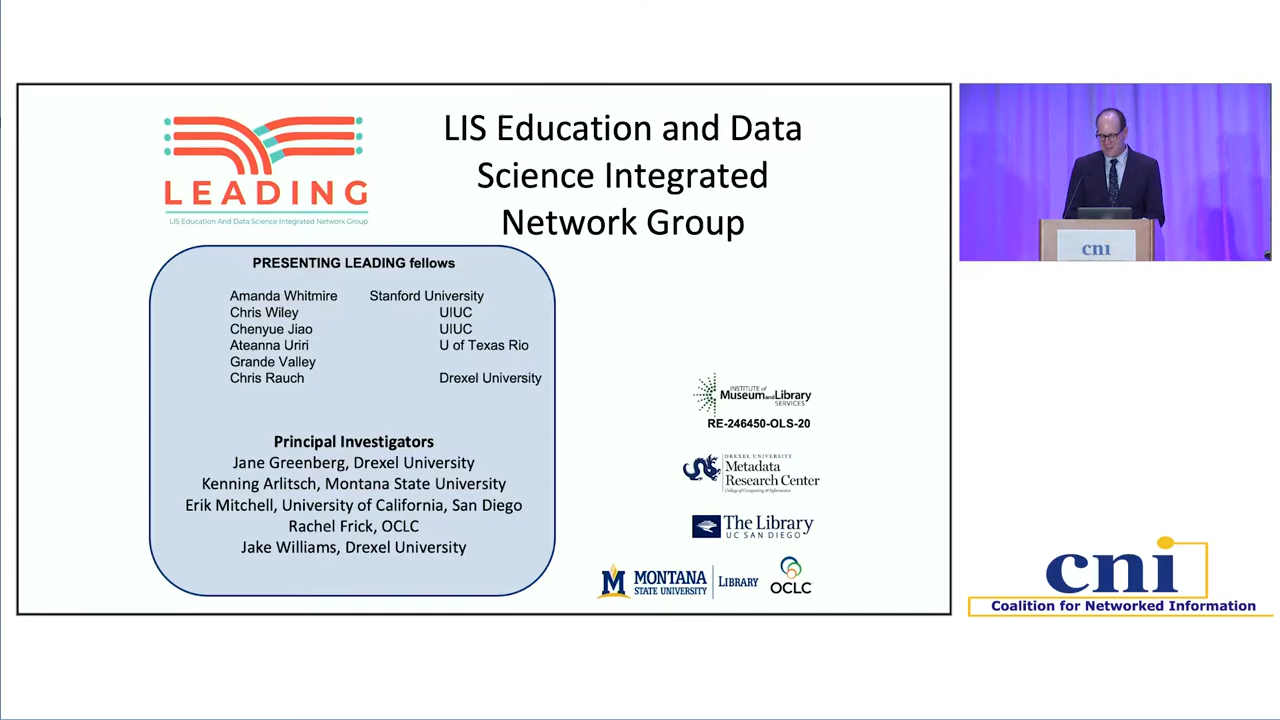 LEADING
LIS Education And Data Science Integrated Network Group
LIS Education and Data
Science Integrated
Network Group
PRESENTING LEADING fellows
Amanda Whitmire Stanford University
Chris Wiley UIUC
Chenyue Jiao UIUC
Ateanna Uriri U of Texas Rio
Grande Valley
Chris Rauch Drexel University
Principal Investigators
Jane Greenberg, Drexel University
Kenning Arlitsch, Montana State University
Erik Mitchell, University of California, San Diego
Rachel Frick, OCLC
Jake Williams, Drexel University
INSTITUTE of
Museum and Library
SERVICES
RE-246450-OLS-20
DREXEL UNIVERSITY
Metadata
Research Center
College of Computing & Informatics
The Library
UC SAN DIEGO
M MONTANA
STATE UNIVERSITY LIBRARY
OCLC
cni
cni
Coalition for Networked Information